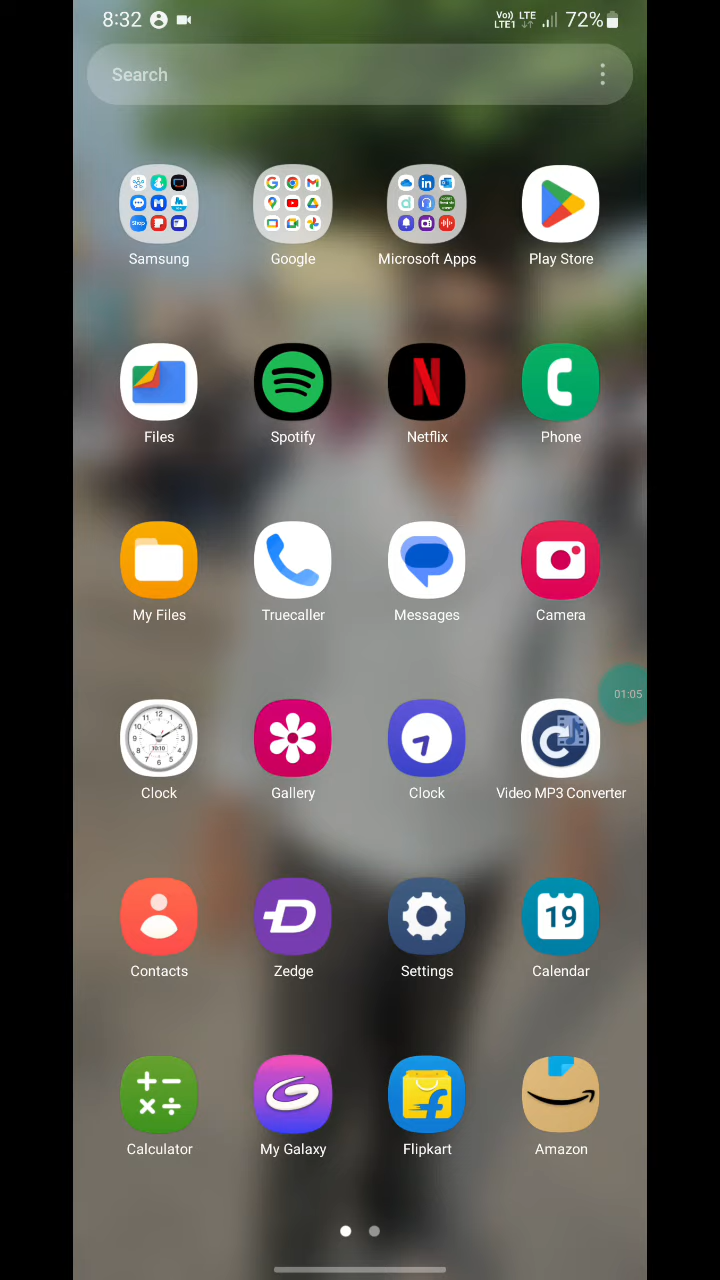 8:32
Vo)) LTE
LTE1
72%
Search
Samsung
Google
Microsoft Apps
Play Store
Files
Spotify
Netflix
Phone
My Files
Truecaller
Messages
Camera
01:05
Clock
Gallery
Clock
Video MP3 Converter
Contacts
Zedge
Settings
19
Calendar
Calculator
My Galaxy
Flipkart
Amazon